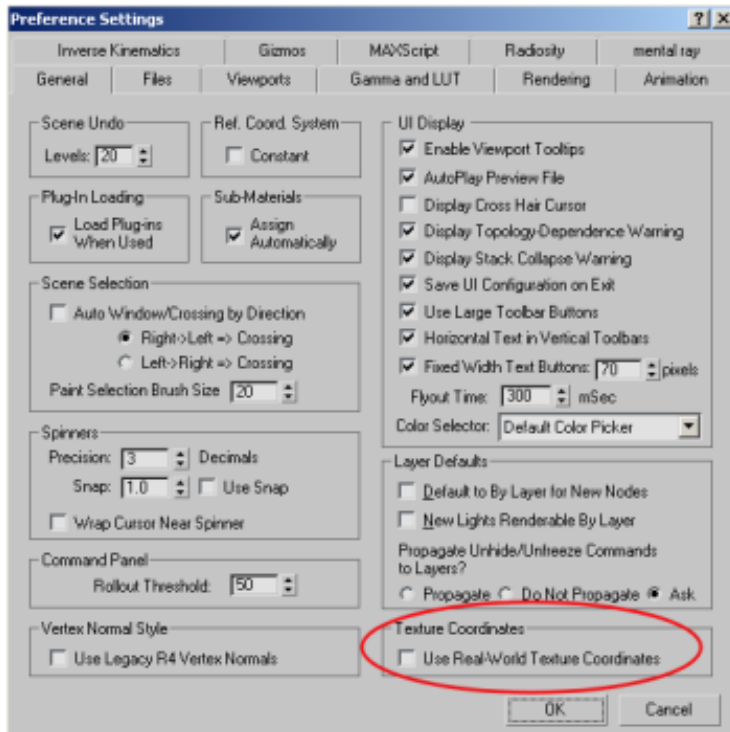 Preference Settings
Inverse Kinematics Gizmos MAXScript Radiosity mental ray
General Files Viewports Gamma and LUT Rendering Animation
Scene Undo
Levels: 20
Ref. Coord. System
Constant
Plug-In Loading
Load Plug-ins
When Used
Sub-Materials
Assign
Automatically
Scene Selection
Auto Window/Crossing by Direction
Right->Left => Crossing
Left->Right => Crossing
Paint Selection Brush Size 20
Spinners
Precision: 3 Decimals
Snap: 1.0 Use Snap
Wrap Cursor Near Spinner
Command Panel
Rollout Threshold: 50
Vertex Normal Style
Use Legacy R4 Vertex Normals
UI Display
Enable Viewport Tooltips
AutoPlay Preview File
Display Cross Hair Cursor
Display Topology-Dependence Warning
Display Stack Collapse Warning
Save UI Configuration on Exit
Use Large Toolbar Buttons
Horizontal Text in Vertical Toolbars
Fixed Width Text Buttons: 70 pixels
Flyout Time: 300 mSec
Color Selector: Default Color Picker
Layer Defaults
Default to By Layer for New Nodes
New Lights Renderable By Layer
Propagate Unhide/Unfreeze Commands
to Layers?
Propagate Do Not Propagate Ask
Texture Coordinates
Use Real-World Texture Coordinates
OK Cancel